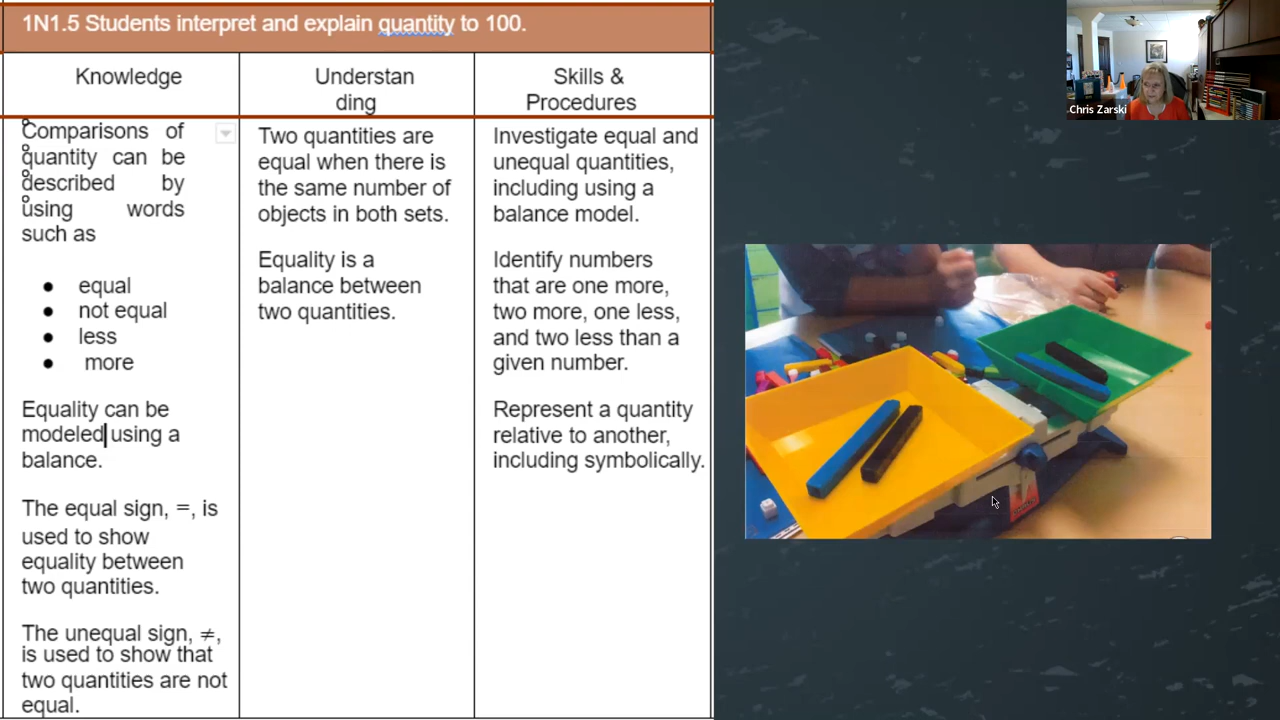 1N1.5 Students interpret and explain quantity to 100.
Knowledge
Understan
ding
Skills &
Procedures
Comparisons of
quantity can be
described by
using words
such as
• equal
• not equal
• less
• more
Equality can be
modeled using a
balance.
The equal sign, =, is
used to show
equality between
two quantities.
The unequal sign, ≠,
is used to show that
two quantities are not
equal.
Two quantities are
equal when there is
the same number of
objects in both sets.
Equality is a
balance between
two quantities.
Investigate equal and
unequal quantities,
including using a
balance model.
Identify numbers
that are one more,
two more, one less,
and two less than a
given number.
Represent a quantity
relative to another,
including symbolically.
Chris Zarski